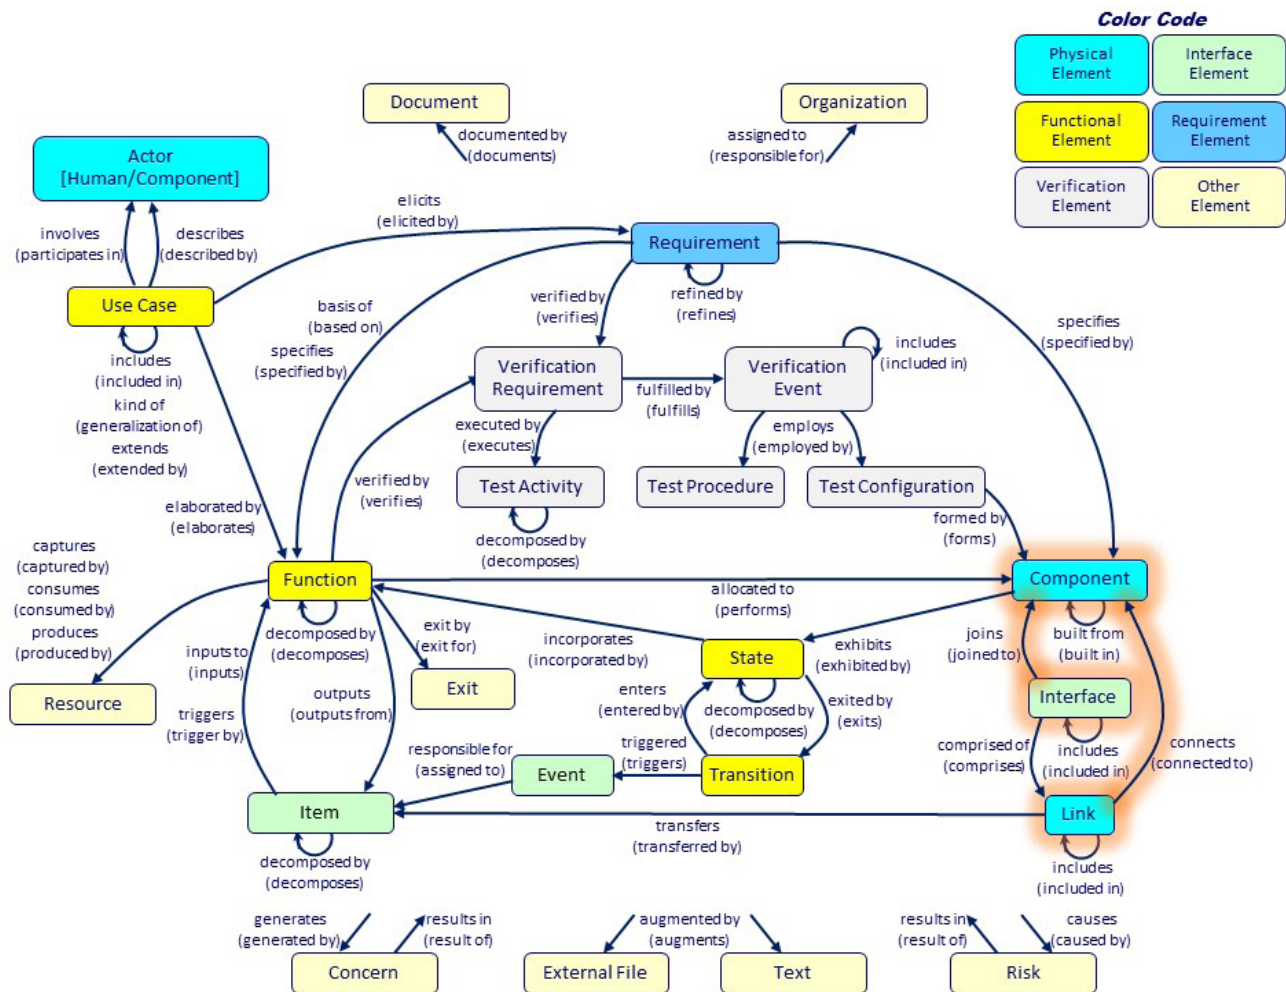 Color Code
Physical
Element
Interface
Element
Functional
Element
Requirement
Element
Verification
Element
Other
Element
Document
Organization
documented by
(documents)
assigned to
(responsible for)
Actor
[Human/Component]
elicits
(elicited by)
involves
(participates in)
describes
(described by)
Requirement
Use Case
refined by
(refines)
verified by
(verifies)
basis of
(based on)
specifies
(specified by)
specifies
(specified by)
includes
(included in)
kind of
(generalization of)
extends
(extended by)
includes
(included in)
Verification
Requirement
fulfilled by
(fulfills)
Verification
Event
executed by
(executes)
employs
(employed by)
verified by
(verifies)
Test Activity
Test Procedure
Test Configuration
elaborated by
(elaborates)
decomposed by
(decomposes)
formed by
(forms)
captures
(captured by)
consumes
(consumed by)
produces
(produced by)
Function
Component
allocated to
(performs)
decomposed by
(decomposes)
exit by
(exit for)
incorporates
(incorporated by)
exhibits
(exhibited by)
joins
(joined to)
built from
(built in)
inputs to
(inputs)
State
Resource
Exit
outputs
(outputs from)
enters
(entered by)
decomposed by
(decomposes)
exited by
(exits)
Interface
triggers
(trigger by)
responsible for
(assigned to)
triggered
(triggers)
comprised of
(comprises)
includes
(included in)
connects
(connected to)
Event
Transition
Item
Link
transfers
(transferred by)
decomposed by
(decomposes)
includes
(included in)
generates
(generated by)
results in
(result of)
augmented by
(augments)
results in
(result of)
causes
(caused by)
Concern
External File
Text
Risk